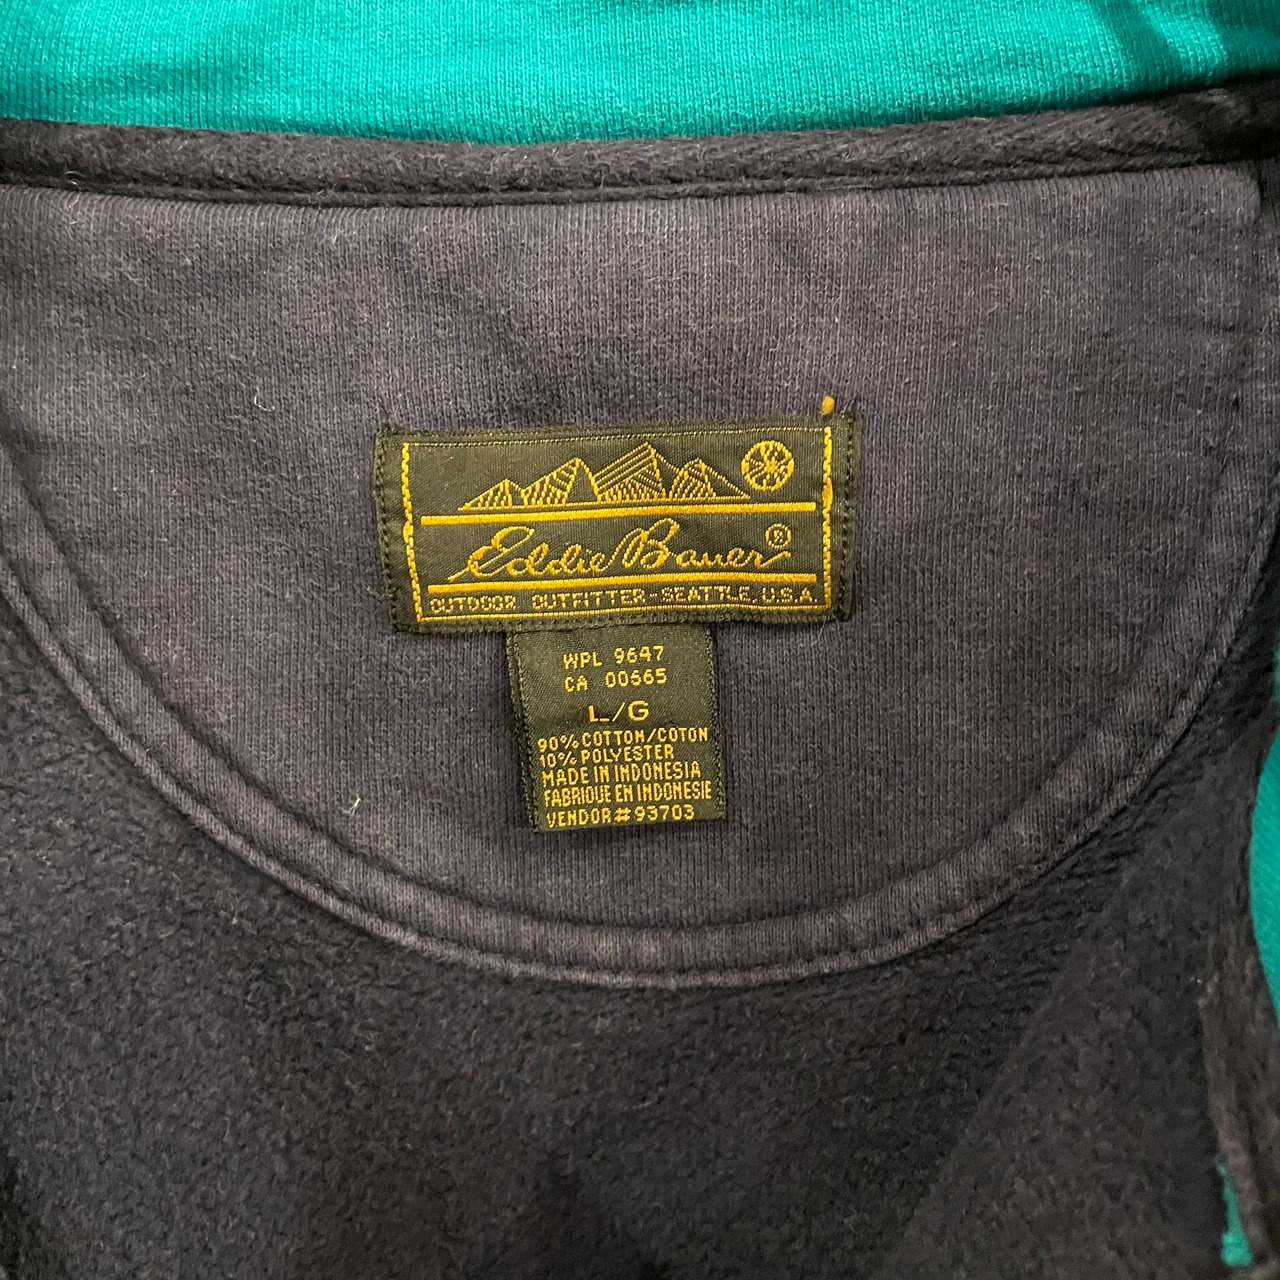 Eddie Bauer®
OUTDOOR OUTFITTER-SEATTLE, U.S.A.
WPL 9647
CA 00665
L/G
90% COTTON/COTON
10% POLYESTER
MADE IN INDONESIA
FABRIQUE EN INDONESIE
VENDOR#93703